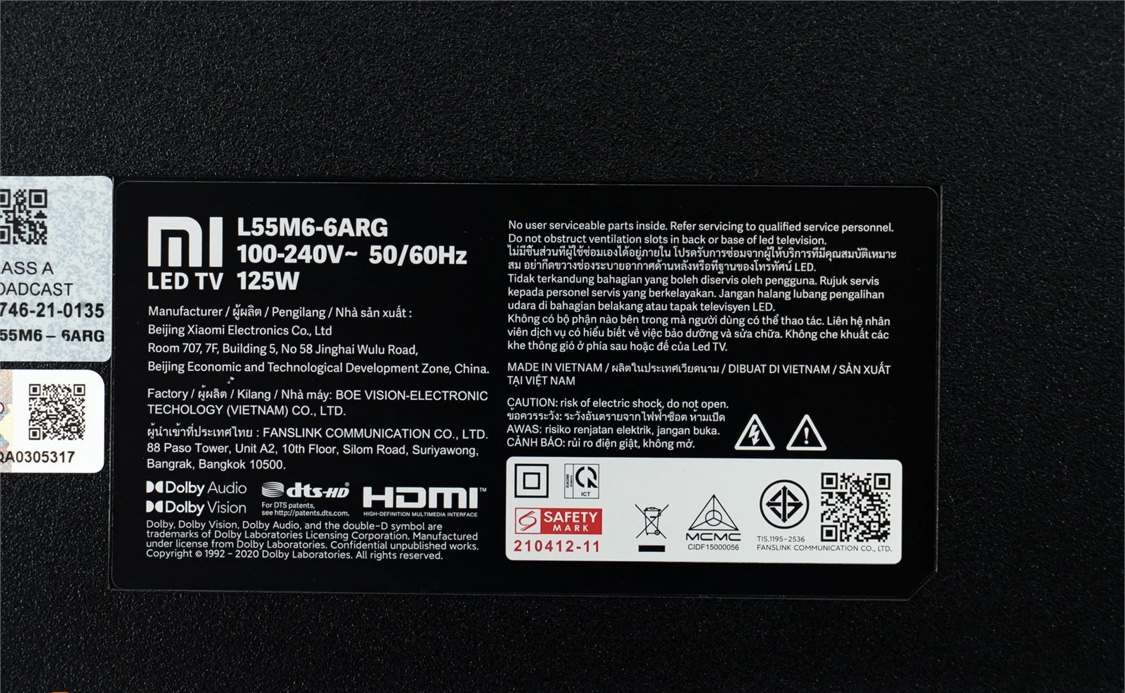 ASS A
OADCAST
746-21-0135
55M6 – 6ARG
QA0305317
mi
LED TV
L55M6-6ARG
100-240V~ 50/60Hz
125W
Manufacturer / ผู้ผลิต / Pengilang / Nhà sản xuất :
Beijing Xiaomi Electronics Co., Ltd
Room 707, 7F, Building 5, No 58 Jinghai Wulu Road,
Beijing Economic and Technological Development Zone, China.
Factory / ผู้ผลิต / Kilang / Nhà máy: BOE VISION-ELECTRONIC
TECHOLOGY (VIETNAM) CO., LTD.
ผู้นำเข้าที่ประเทศไทย : FANSLINK COMMUNICATION CO., LTD.
88 Paso Tower, Unit A2, 10th Floor, Silom Road, Suriyawong,
Bangrak, Bangkok 10500.
Dolby Audio
Dolby Vision
dts-HD
For DTS patents,
see http://patents.dts.com.
HDMI™
HIGH-DEFINITION MULTIMEDIA INTERFACE
Dolby, Dolby Vision, Dolby Audio, and the double-D symbol are
trademarks of Dolby Laboratories Licensing Corporation. Manufactured
under license from Dolby Laboratories. Confidential unpublished works.
Copyright © 1992 - 2020 Dolby Laboratories. All rights reserved.
No user serviceable parts inside. Refer servicing to qualified service personnel.
Do not obstruct ventilation slots in back or base of led television.
ไม่มีชิ้นส่วนที่ผู้ใช้ซ่อมเองได้อยู่ภายใน โปรดรับการซ่อมจากผู้ให้บริการที่มีคุณสมบัติเหมาะ
สม อย่ากีดขวางช่องระบายอากาศด้านหลังหรือที่ฐานของโทรทัศน์ LED.
Tidak terkandung bahagian yang boleh diservis oleh pengguna. Rujuk servis
kepada personel servis yang berkelayakan. Jangan halang lubang pengalihan
udara di bahagian belakang atau tapak televisyen LED.
Không có bộ phận nào bên trong mà người dùng có thể thao tác. Liên hệ nhân
viên dịch vụ có hiểu biết về việc bảo dưỡng và sửa chữa. Không che khuất các
khe thông gió ở phía sau hoặc đế của Led TV.
MADE IN VIETNAM / ผลิตในประเทศเวียดนาม / DIBUAT DI VIETNAM / SẢN XUẤT
TẠI VIỆT NAM
CAUTION: risk of electric shock, do not open.
ข้อควรระวัง: ระวังอันตรายจากไฟฟ้าช็อต ห้ามเปิด
AWAS: risiko renjatan elektrik, jangan buka.
CẢNH BÁO: rủi ro điện giật, không mở.
ICT
SAFETY
MARK
210412-11
MCMC
CIDF15000056
TIS.1195-2536
FANSLINK COMMUNICATION CO., LTD.